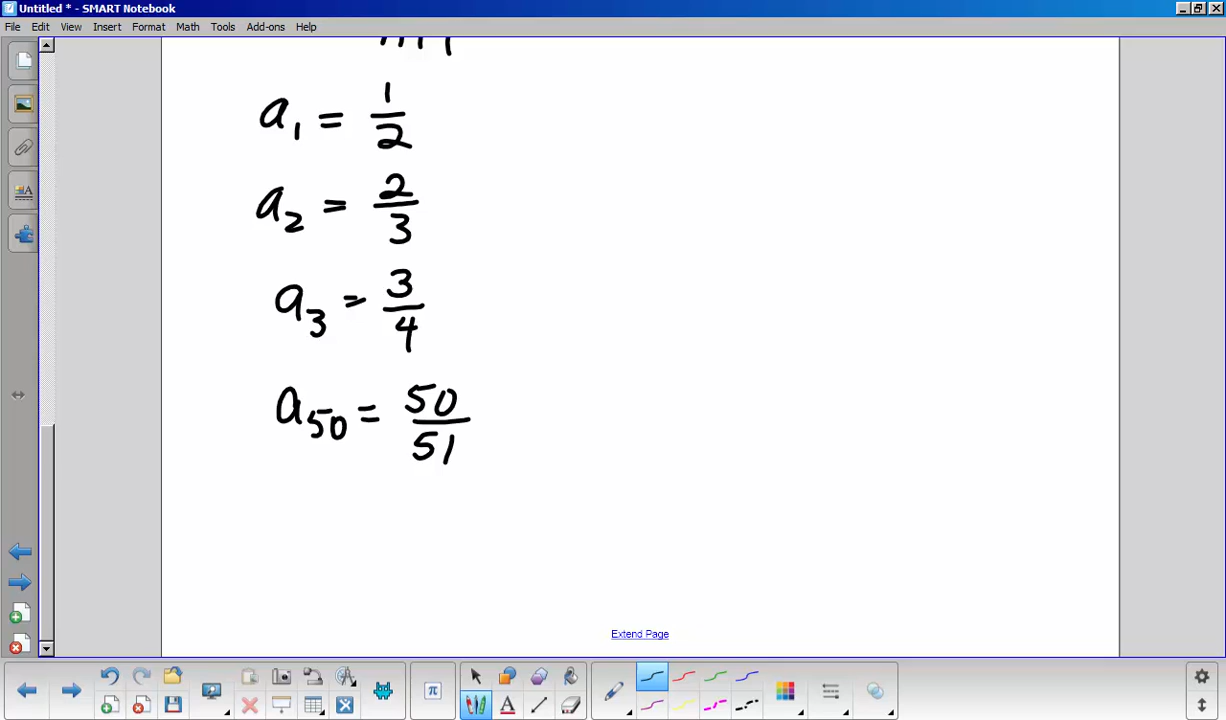 Untitled * - SMART Notebook
File Edit View Insert Format Math Tools Add-ons Help
a₁ = 1/2
a₂ = 2/3
a₃ = 3/4
a₅₀ = 50/51
Extend Page